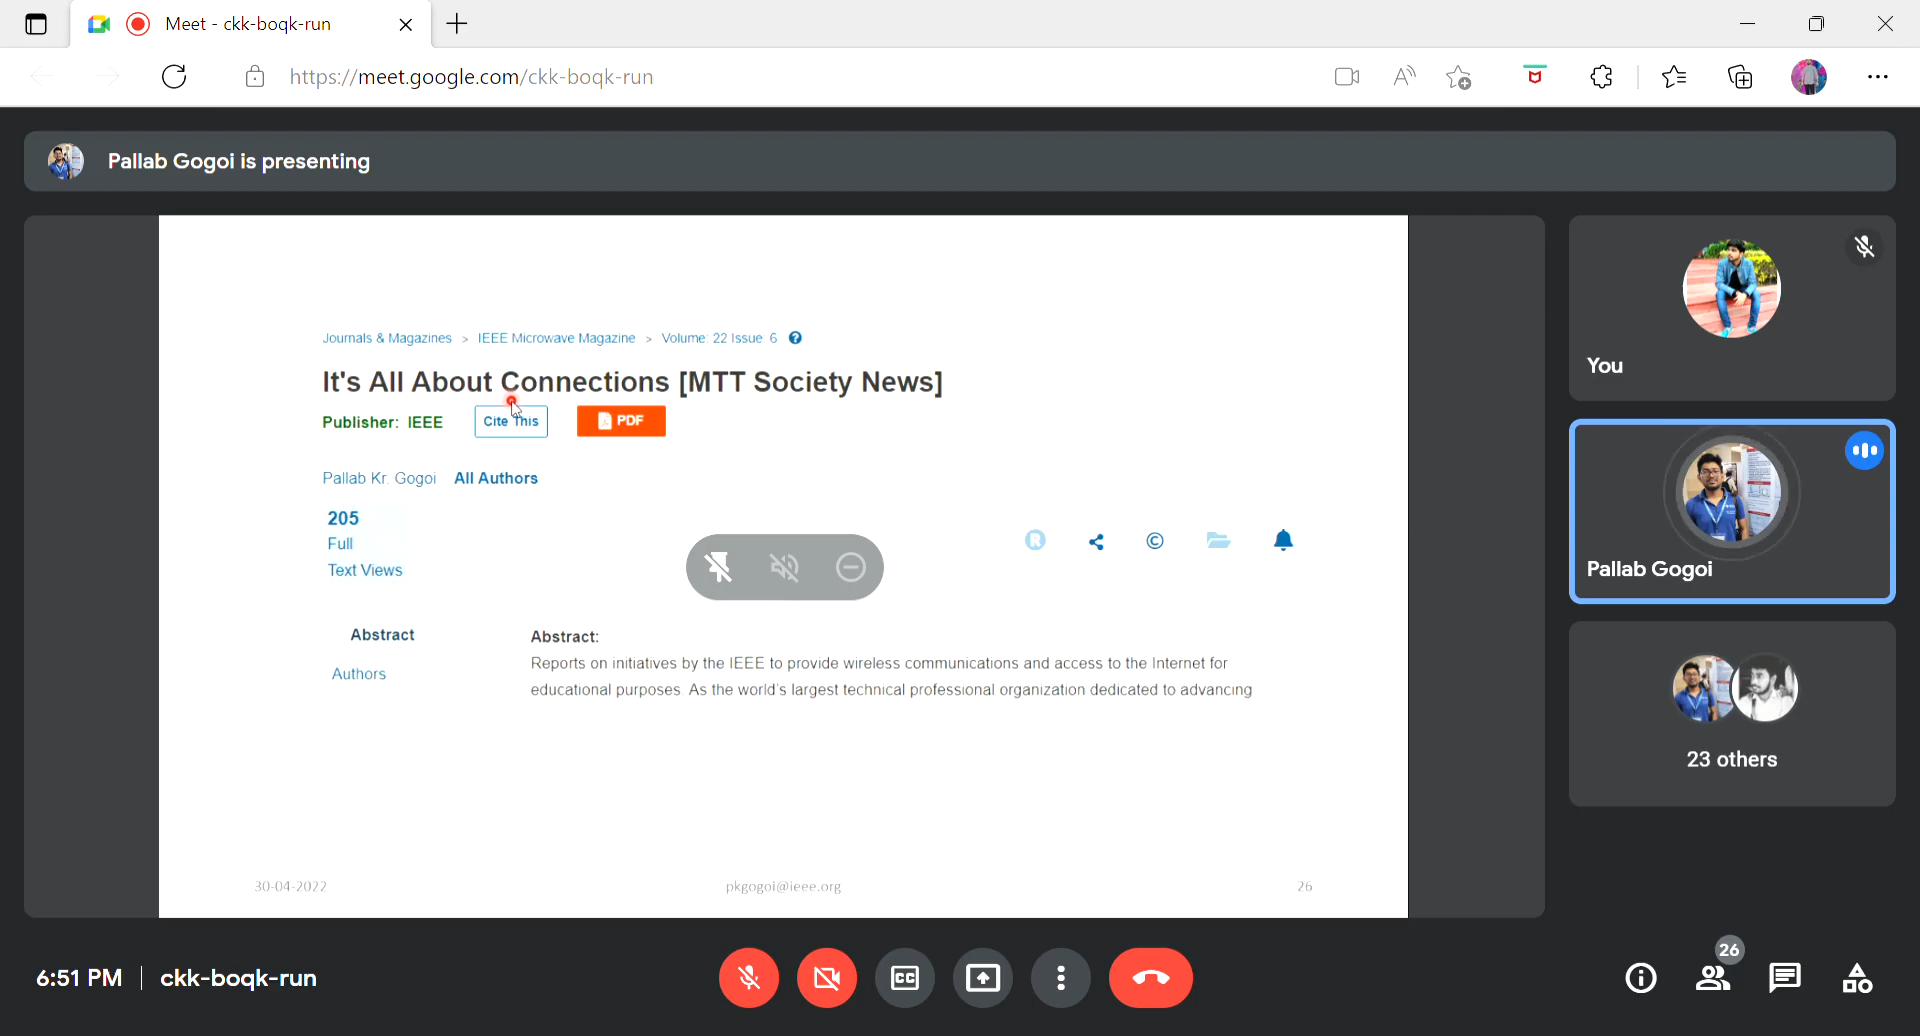 Meet - ckk-boqk-run
https://meet.google.com/ckk-boqk-run
Pallab Gogoi is presenting
Journals & Magazines > IEEE Microwave Magazine > Volume: 22 Issue: 6
It's All About Connections [MTT Society News]
Publisher: IEEE Cite This PDF
Pallab Kr. Gogoi All Authors
205
Full
Text Views
Abstract
Authors
Abstract:
Reports on initiatives by the IEEE to provide wireless communications and access to the Internet for
educational purposes. As the world's largest technical professional organization dedicated to advancing
30-04-2022 pkgogoi@ieee.org 26
You
Pallab Gogoi
23 others
6:51 PM ckk-boqk-run
CC
26